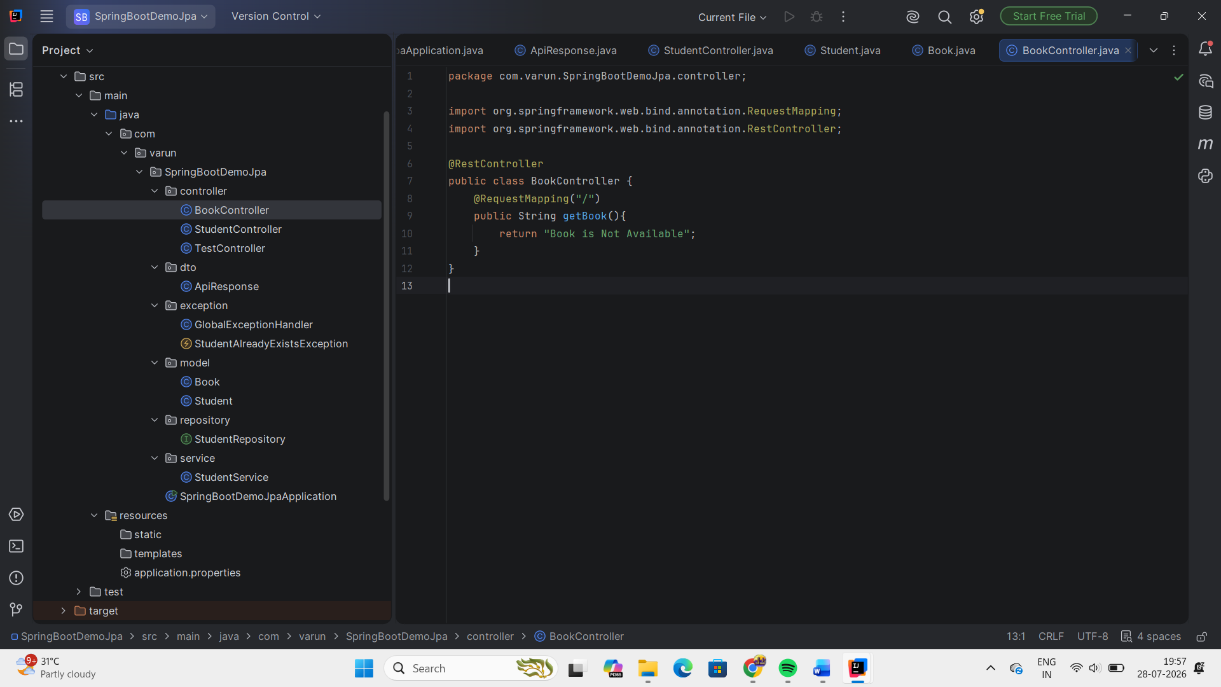 SB SpringBootDemoJpa Version Control Current File Start Free Trial
Project
aApplication.java ApiResponse.java StudentController.java Student.java Book.java BookController.java
src
main
java
com
varun
SpringBootDemoJpa
controller
BookController
StudentController
TestController
dto
ApiResponse
exception
GlobalExceptionHandler
StudentAlreadyExistsException
model
Book
Student
repository
StudentRepository
service
StudentService
SpringBootDemoJpaApplication
resources
static
templates
application.properties
test
target
1 package com.varun.SpringBootDemoJpa.controller;
2
3 import org.springframework.web.bind.annotation.RequestMapping;
4 import org.springframework.web.bind.annotation.RestController;
5
6 @RestController
7 public class BookController {
8 @RequestMapping("/")
9 public String getBook(){
10 return "Book is Not Available";
11 }
12 }
13
SpringBootDemoJpa > src > main > java > com > varun > SpringBootDemoJpa > controller > BookController 13:1 CRLF UTF-8 4 spaces
9+ 31°C
Partly cloudy
Search
ENG
IN
19:57
28-07-2026